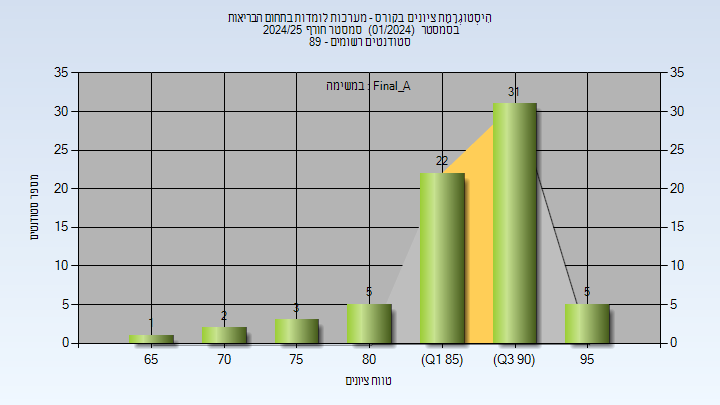 הִיסְטוֹגְרָמַת ציונים בקורס - מערכות לומדות בתחום הבריאות
בסמסטר (01/2024) סמסטר חורף 2024/25
סטודנטים רשומים - 89
במשימה : Final_A
35 35
30 30
25 25
20 20
15 15
10 10
5 5
0 0
1 2 3 5 22 31 5
65 70 75 80 (Q1 85) (Q3 90) 95
מספר סטודנטים
טווח ציונים